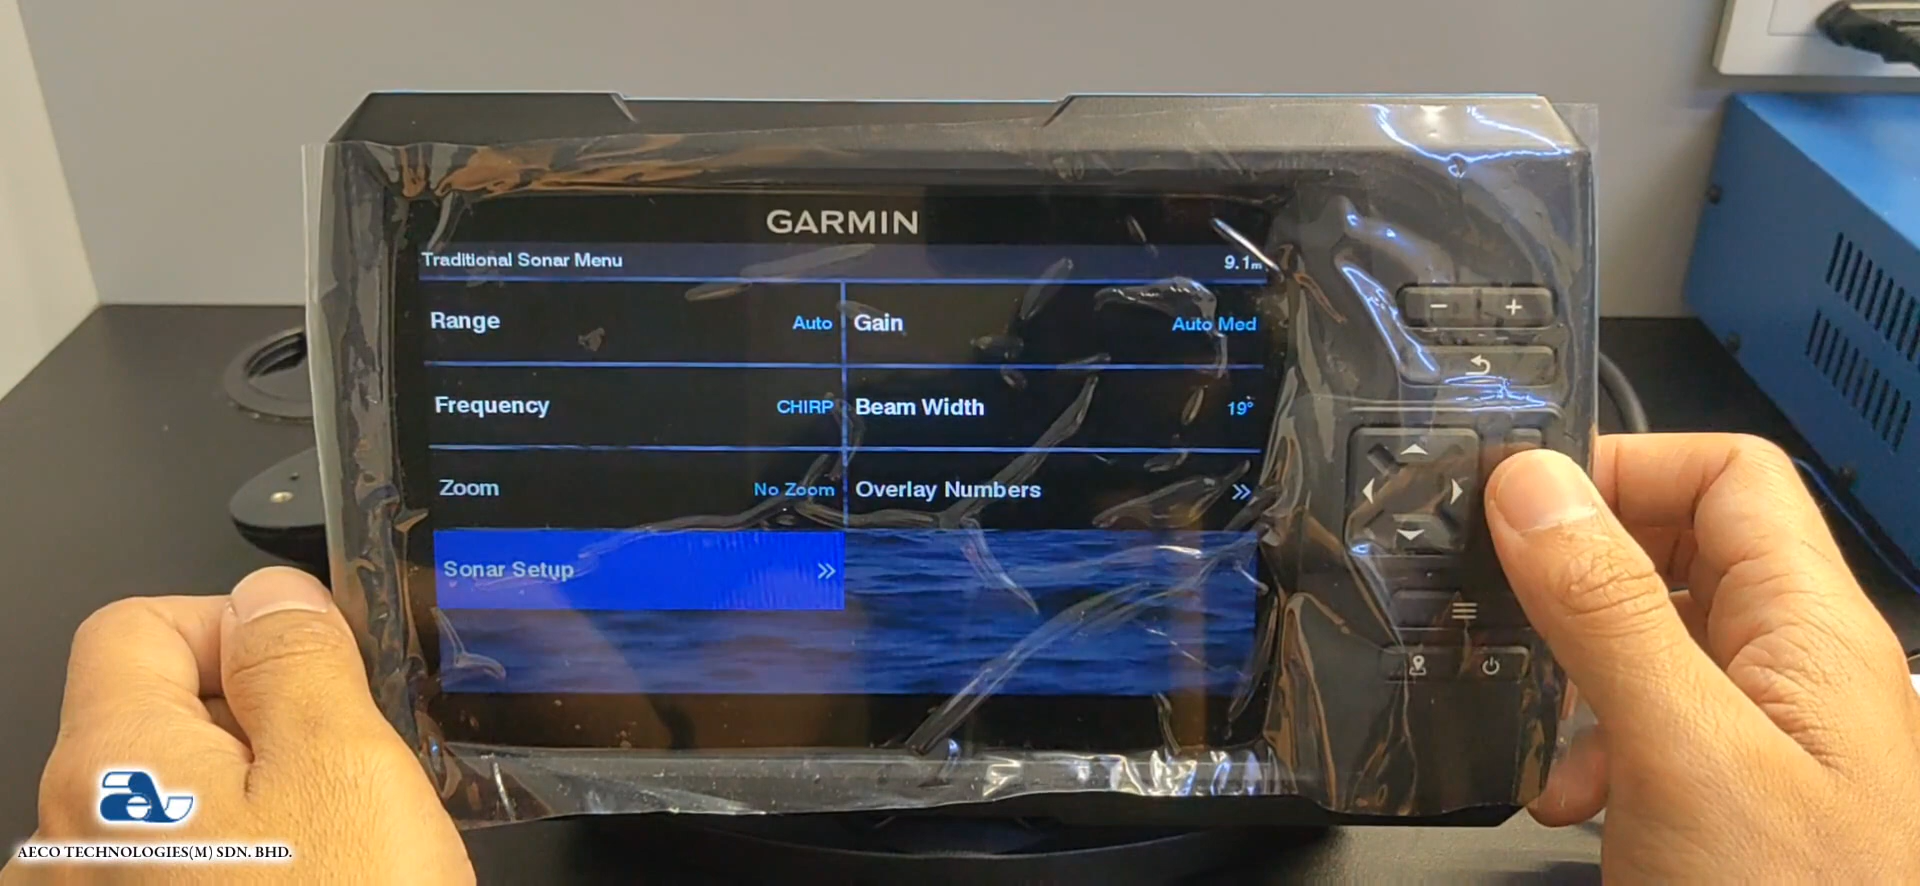 GARMIN
Traditional Sonar Menu 9.1m
Range Auto Gain Auto Med
Frequency CHIRP Beam Width 19°
Zoom No Zoom Overlay Numbers >>
Sonar Setup >>
- +
AECO TECHNOLOGIES(M) SDN. BHD.